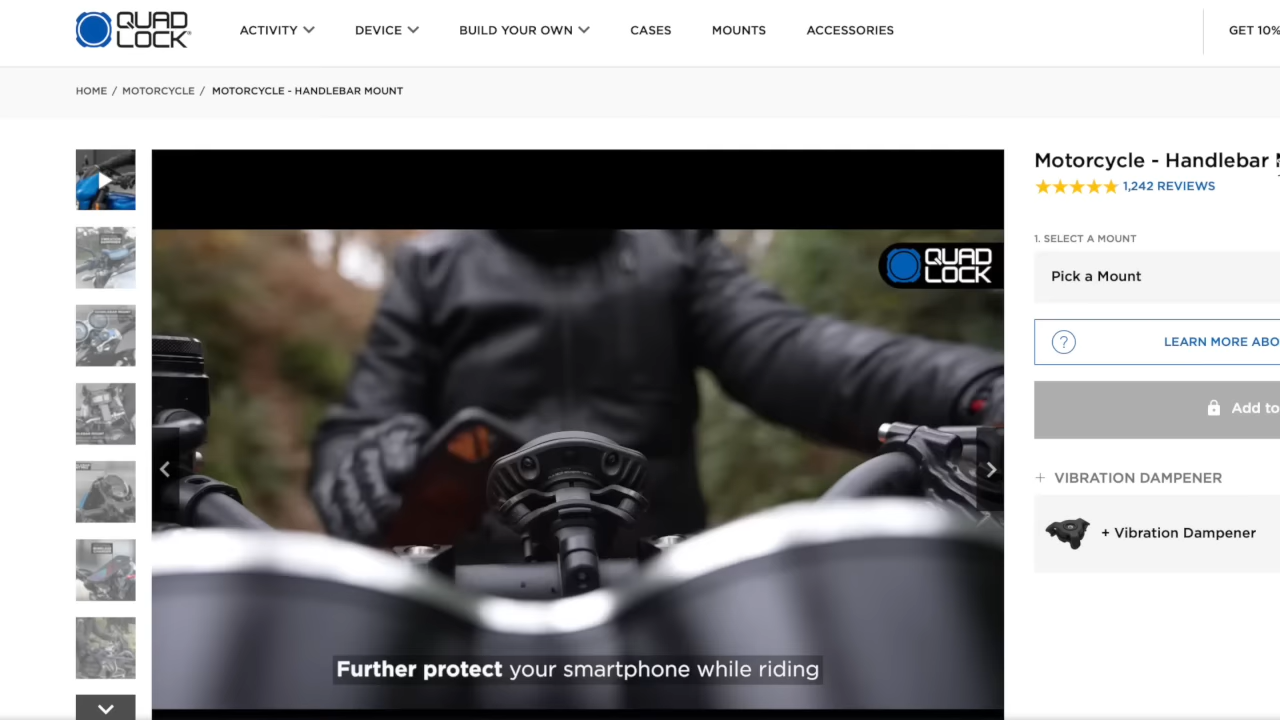 QUAD
LOCK
ACTIVITY
DEVICE
BUILD YOUR OWN
CASES
MOUNTS
ACCESSORIES
GET 10%
HOME / MOTORCYCLE / MOTORCYCLE - HANDLEBAR MOUNT
Motorcycle - Handlebar
1,242 REVIEWS
1. SELECT A MOUNT
Pick a Mount
? LEARN MORE ABO
Add to
+ VIBRATION DAMPENER
+ Vibration Dampener
QUAD
LOCK
Further protect your smartphone while riding